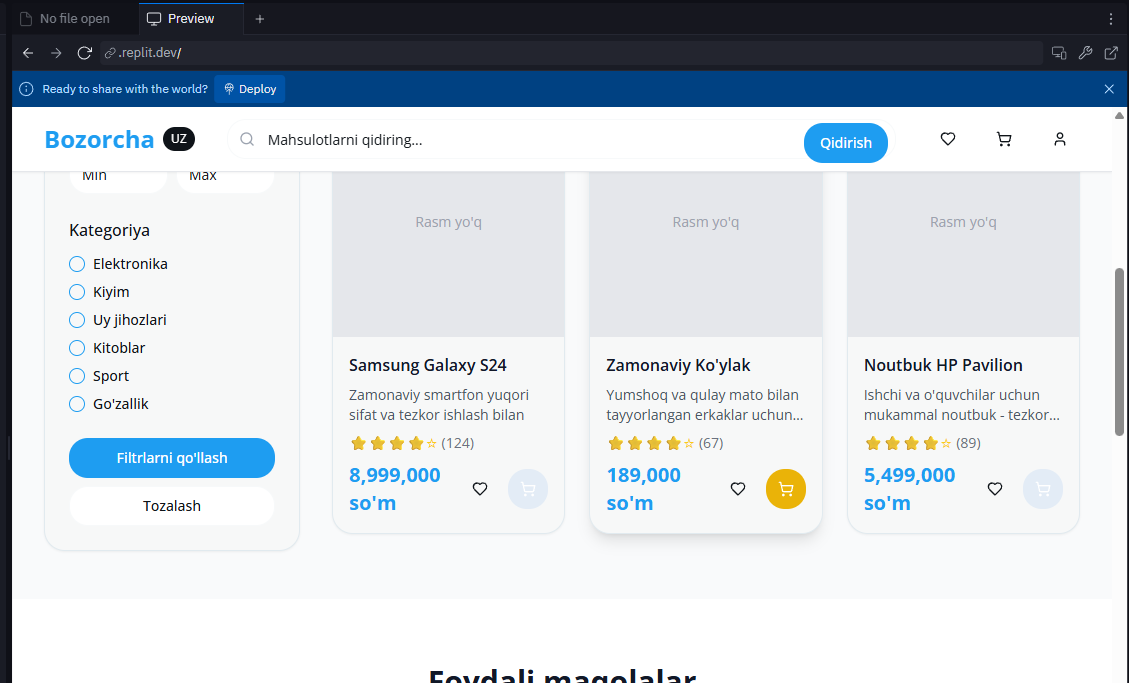 No file open
Preview
.replit.dev/
Ready to share with the world?
Deploy
Bozorcha
UZ
Mahsulotlarni qidiring...
Qidirish
Min
Max
Kategoriya
Elektronika
Kiyim
Uy jihozlari
Kitoblar
Sport
Go'zallik
Filtrlarni qo'llash
Tozalash
Rasm yo'q
Samsung Galaxy S24
Zamonaviy smartfon yuqori
sifat va tezkor ishlash bilan
(124)
8,999,000
so'm
Rasm yo'q
Zamonaviy Ko'ylak
Yumshoq va qulay mato bilan
tayyorlangan erkaklar uchun...
(67)
189,000
so'm
Rasm yo'q
Noutbuk HP Pavilion
Ishchi va o'quvchilar uchun
mukammal noutbuk - tezkor...
(89)
5,499,000
so'm
Foydali maqolalar